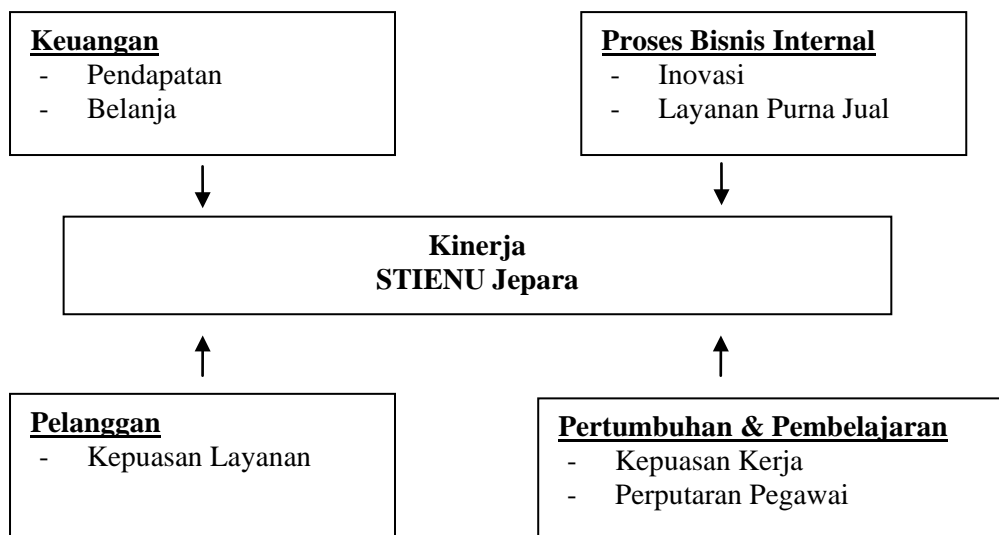 Keuangan
- Pendapatan
- Belanja
Proses Bisnis Internal
- Inovasi
- Layanan Purna Jual
Kinerja
STIENU Jepara
Pelanggan
- Kepuasan Layanan
Pertumbuhan & Pembelajaran
- Kepuasan Kerja
- Perputaran Pegawai